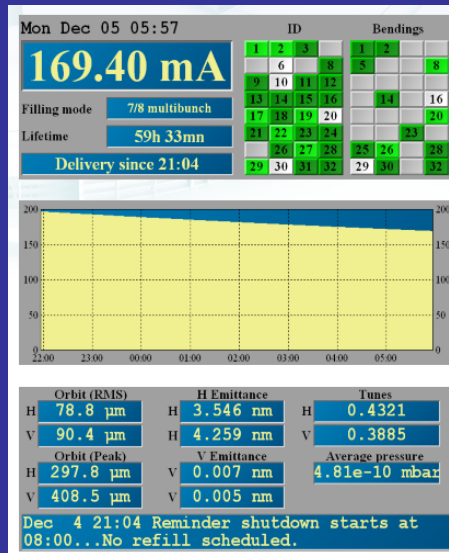 Mon Dec 05 05:57
169.40 mA
Filling mode 7/8 multibunch
Lifetime 59h 33mn
Delivery since 21:04
ID
1 2 3
6 8
9 10 11 12
13 14 15 16
17 18 19 20
21 22 23 24
26 27 28
29 30 31 32
Bendings
1 2
5 8
14 16
20
23
25 26 28
29 30 32
200 200
150 150
100 100
50 50
0 0
22:00 23:00 00:00 01:00 02:00 03:00 04:00 05:00
Orbit (RMS) H Emittance Tunes
H 78.8 µm H 3.546 nm H 0.4321
V 90.4 µm H 4.259 nm V 0.3885
Orbit (Peak) V Emittance Average pressure
H 297.8 µm V 0.007 nm 4.81e-10 mbar
V 408.5 µm V 0.005 nm
Dec 4 21:04 Reminder shutdown starts at
08:00...No refill scheduled.